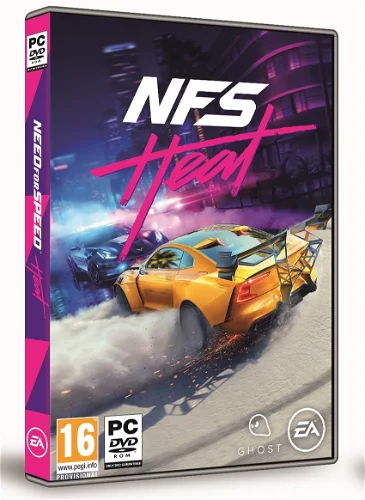 PC
DVD
ROM
NEED FOR SPEED
Heat
EA
NFS
Heat
16
www.pegi.info
PROVISIONAL
PC
DVD
ROM
GHOST
EA